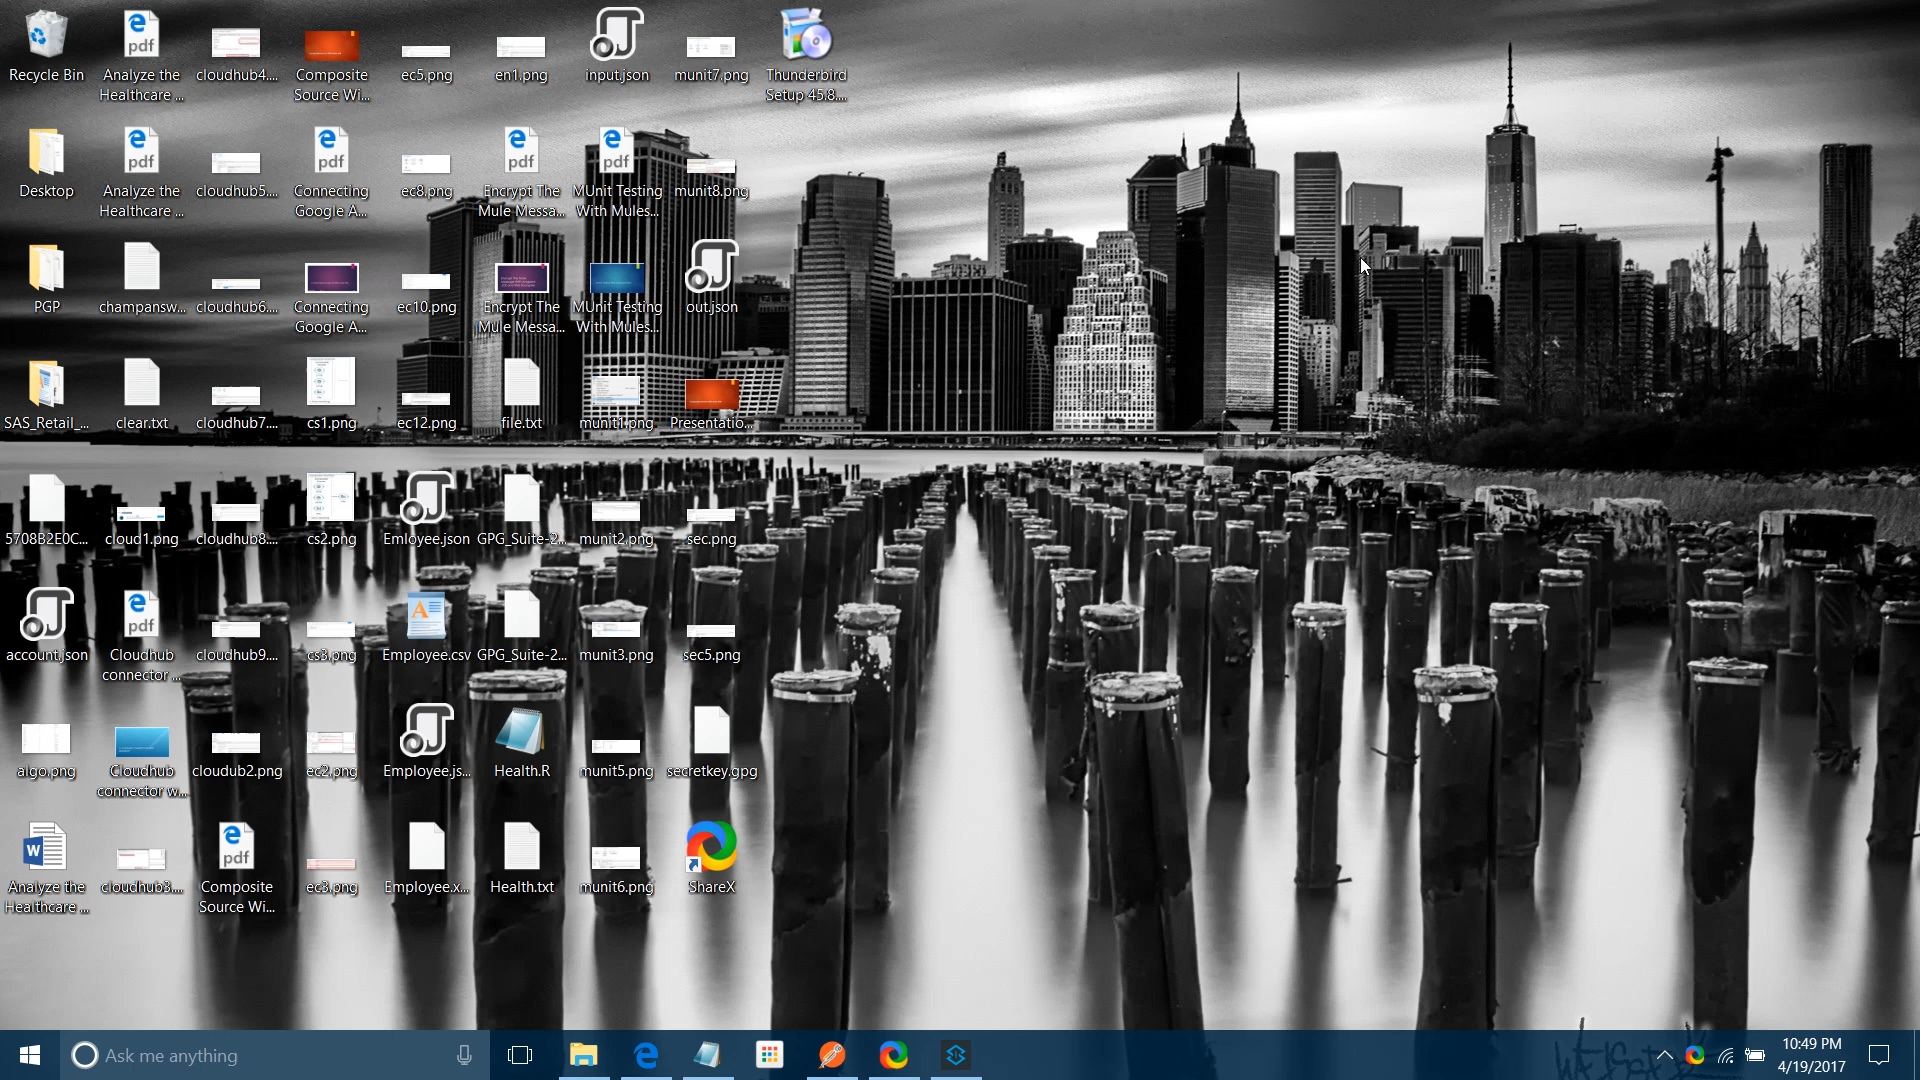 Recycle Bin
Analyze the
Healthcare ...
cloudhub4....
Composite
Source Wi...
ec5.png
en1.png
input.json
munit7.png
Thunderbird
Setup 45.8....
Desktop
Analyze the
Healthcare ...
cloudhub5....
Connecting
Google A...
ec8.png
Encrypt The
Mule Messa...
MUnit Testing
With Mules...
munit8.png
PGP
champansw...
cloudhub6....
Connecting
Google A...
ec10.png
Encrypt The
Mule Messa...
MUnit Testing
With Mules...
out.json
SAS_Retail_...
clear.txt
cloudhub7....
cs1.png
ec12.png
file.txt
munit1.png
Presentatio...
5708B2E0C...
cloud1.png
cloudhub8....
cs2.png
Emloyee.json
GPG_Suite-2...
munit2.png
sec.png
account.json
Cloudhub
connector ...
cloudhub9....
cs3.png
Employee.csv
GPG_Suite-2...
munit3.png
sec5.png
algo.png
Cloudhub
connector w...
cloudub2.png
ec2.png
Employee.js...
Health.R
munit5.png
secretkey.gpg
Analyze the
Healthcare ...
cloudhub3....
Composite
Source Wi...
ec3.png
Employee.x...
Health.txt
munit6.png
ShareX
pdf
pdf
pdf
pdf
pdf
pdf
pdf
Ask me anything
10:49 PM
4/19/2017